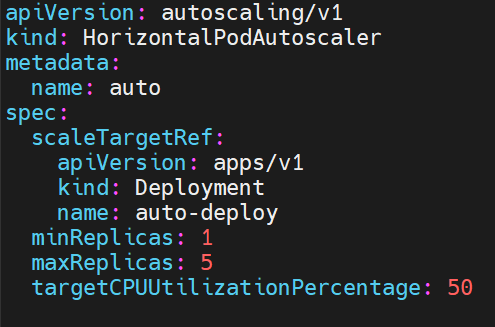 apiVersion: autoscaling/v1
kind: HorizontalPodAutoscaler
metadata:
  name: auto
spec:
  scaleTargetRef:
    apiVersion: apps/v1
    kind: Deployment
    name: auto-deploy
  minReplicas: 1
  maxReplicas: 5
  targetCPUUtilizationPercentage: 50